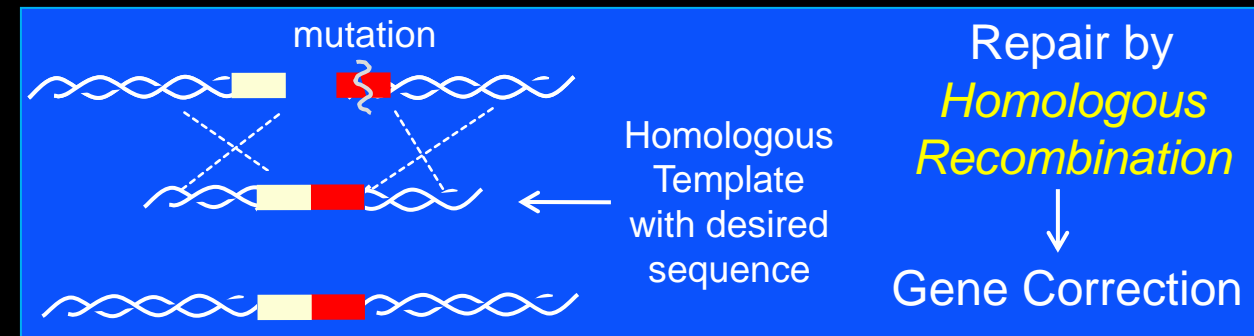 mutation
Homologous
Template
with desired
sequence
Repair by
Homologous
Recombination
Gene Correction